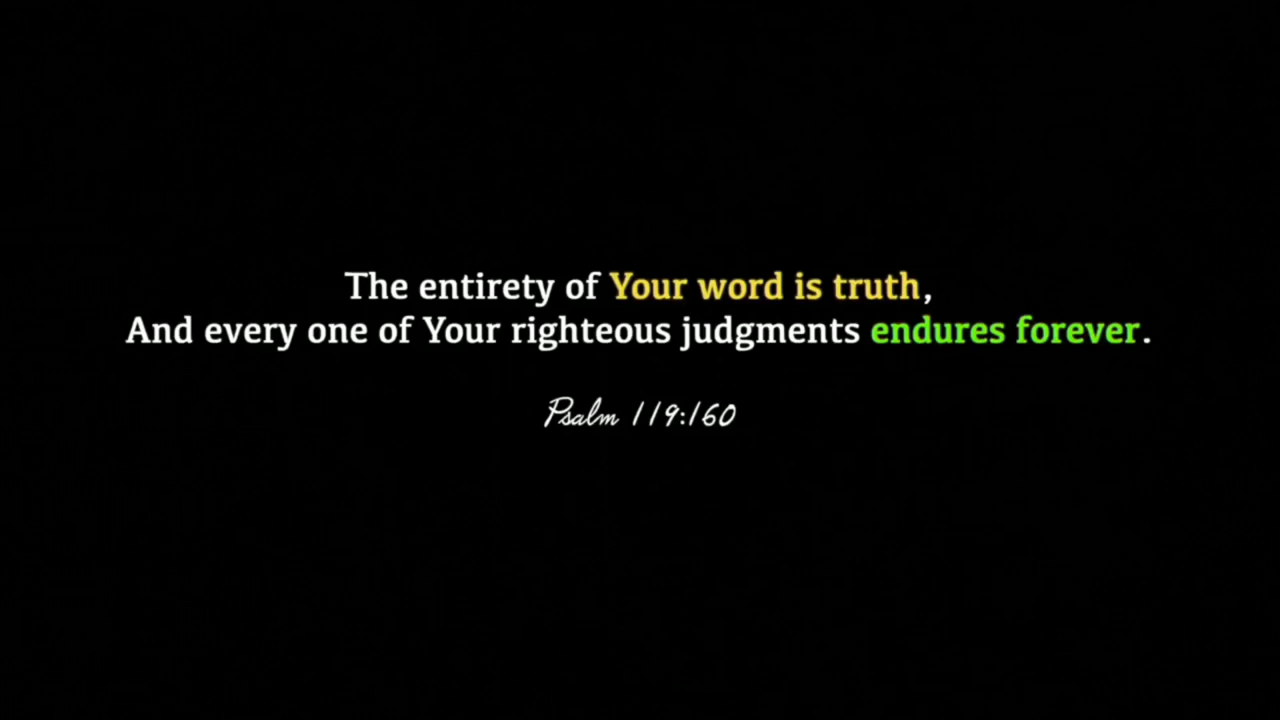 The entirety of Your word is truth,
And every one of Your righteous judgments endures forever.
Psalm 119:160